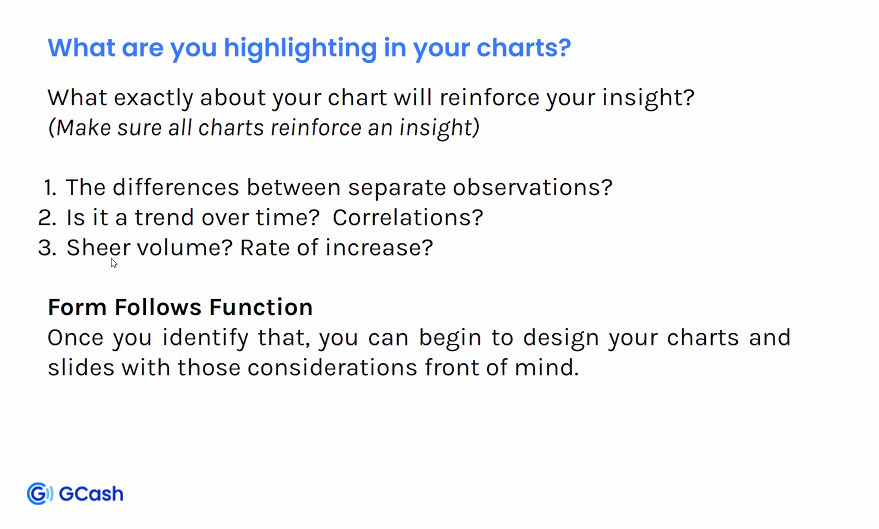 What are you highlighting in your charts?
What exactly about your chart will reinforce your insight?
(Make sure all charts reinforce an insight)
1. The differences between separate observations?
2. Is it a trend over time?  Correlations?
3. Sheer volume? Rate of increase?
Form Follows Function
Once you identify that, you can begin to design your charts and
slides with those considerations front of mind.
GCash